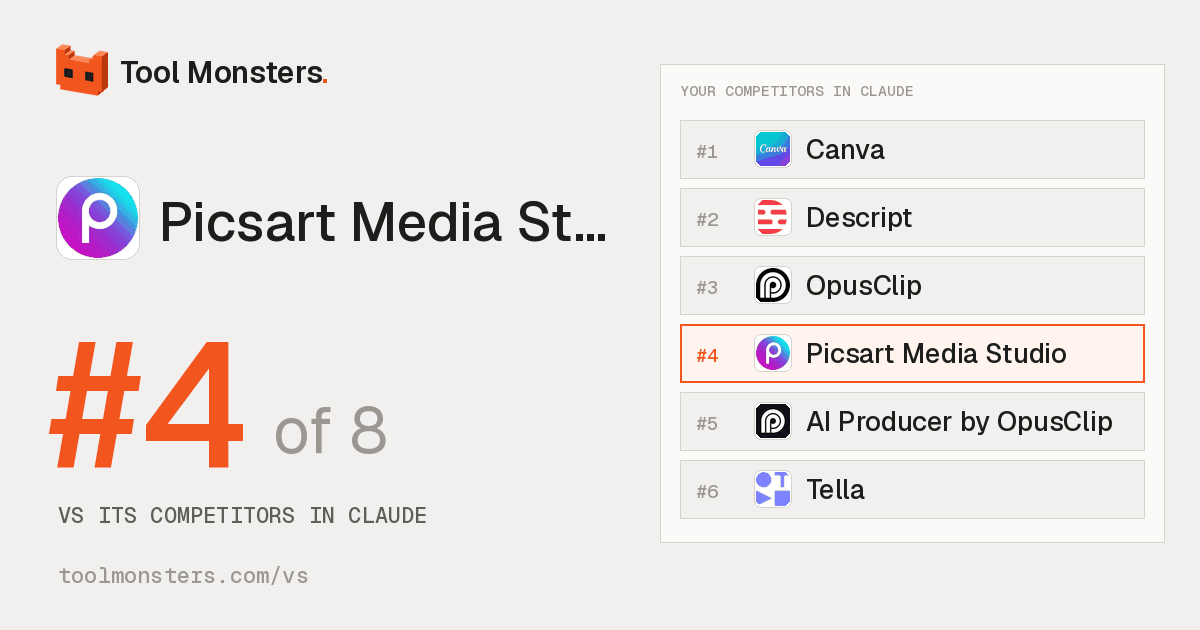 Tool Monsters.
Picsart Media St...
#4 of 8
VS ITS COMPETITORS IN CLAUDE
toolmonsters.com/vs
YOUR COMPETITORS IN CLAUDE
#1 Canva Canva
#2 Descript
#3 OpusClip
#4 Picsart Media Studio
#5 AI Producer by OpusClip
#6 Tella